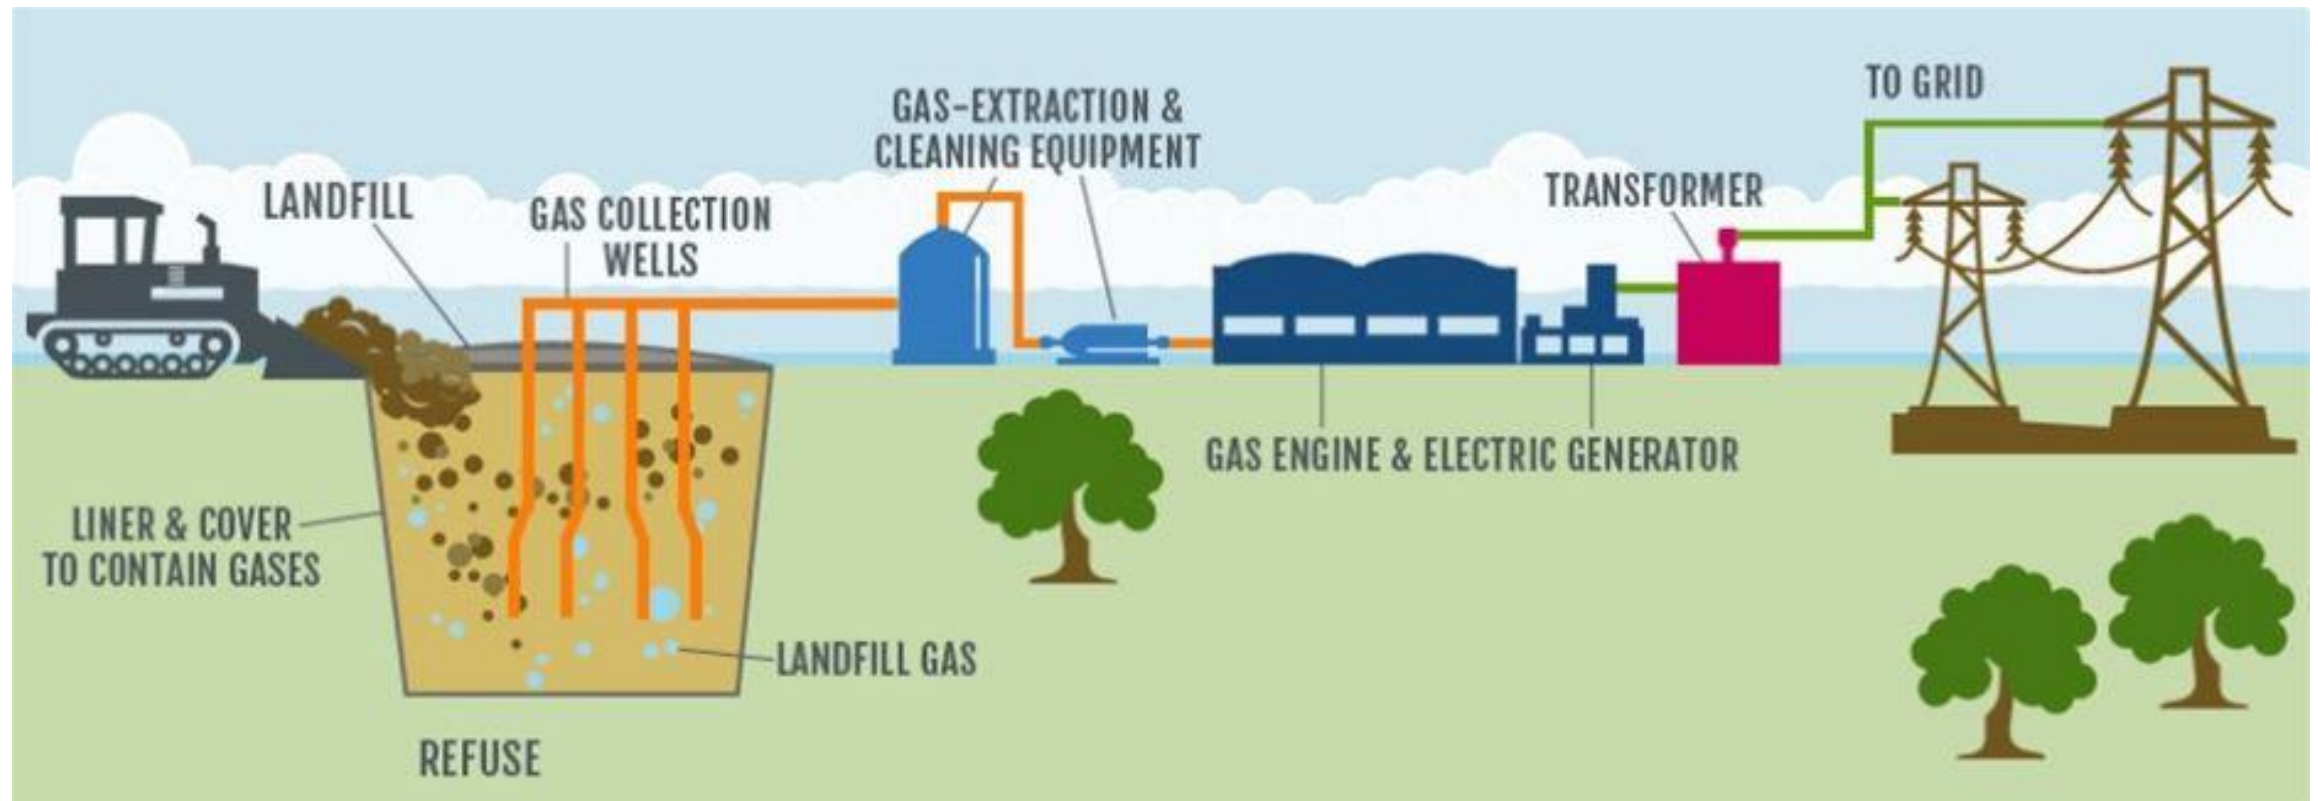 LANDFILL
GAS COLLECTION
WELLS
GAS-EXTRACTION &
CLEANING EQUIPMENT
TRANSFORMER
TO GRID
GAS ENGINE & ELECTRIC GENERATOR
LINER & COVER
TO CONTAIN GASES
LANDFILL GAS
REFUSE